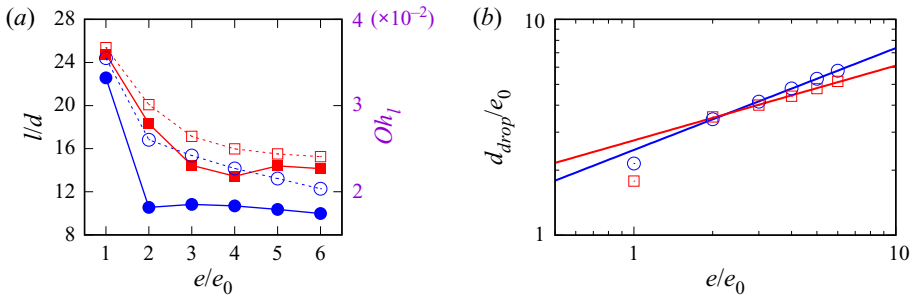 (a)
4 (×10⁻²)
28
24
20
16
12
8
l/d
3
2
Oh_l
1 2 3 4 5 6
e/e₀
(b)
10
1
d_drop/e₀
1 10
e/e₀